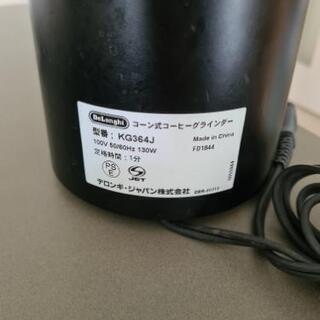 DeLonghi コーン式コーヒーグラインダー
型番： KG364J Made in China
100V 50/60Hz 130W FD1844
定格時間：1分
PS
E
JET
デロンギ・ジャパン株式会社